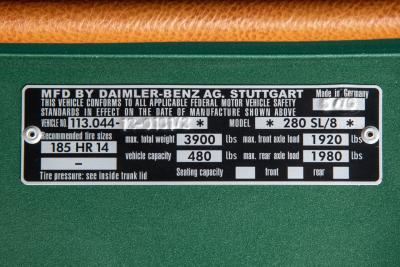 MFD BY DAIMLER-BENZ AG, STUTTGART Made in Germany
THIS VEHICLE CONFORMS TO ALL APPLICABLE FEDERAL MOTOR VEHICLE SAFETY
STANDARDS IN EFFECT ON THE DATE OF MANUFACTURE SHOWN ABOVE
VEHICLE NO. 113.044- * MODEL * 280 SL/8 *
Recommended tire sizes
185 HR 14
–
max. total weight 3900 lbs max. front axle load 1920 lbs
vehicle capacity 480 lbs max. rear axle load 1980 lbs
Tire pressure: see inside trunk lid Seating capacity front rear